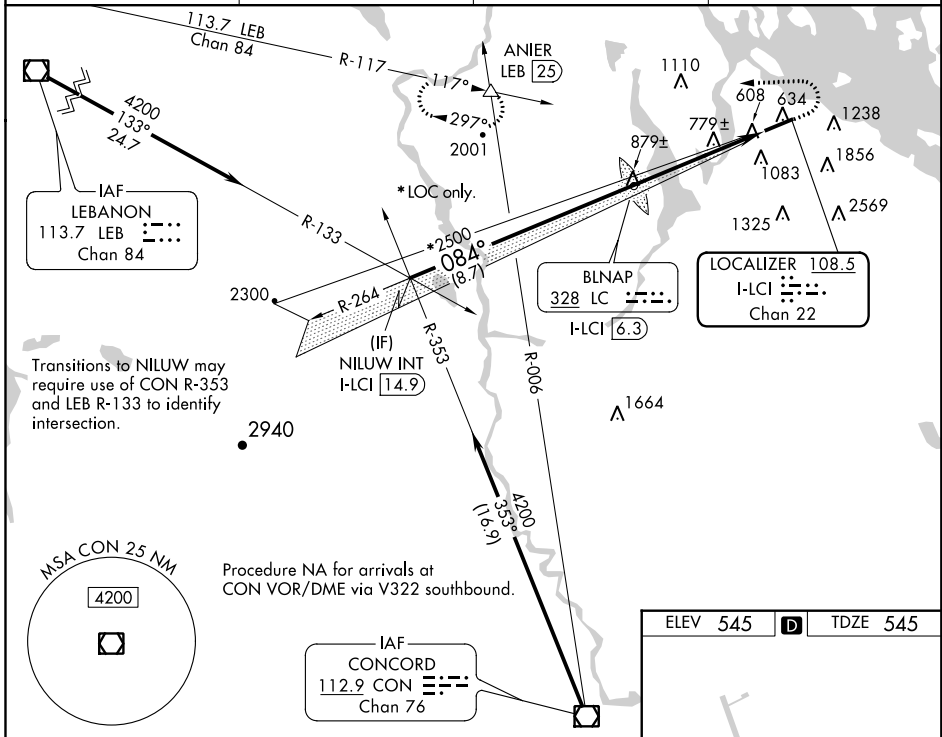 113.7 LEB
Chan 84
R-117
117°
297°
ANIER
LEB 25
2001
1110
608
634
1238
779±
879±
1083
1856
1325
2569
4200
133°
24.7
IAF
LEBANON
113.7 LEB
Chan 84
R-133
*LOC only.
*2500
084°
(8.7)
2300
R-264
(IF)
NILUW INT
I-LCI 14.9
R-353
R-006
BLNAP
328 LC
I-LCI 6.3
LOCALIZER 108.5
I-LCI
Chan 22
Transitions to NILUW may
require use of CON R-353
and LEB R-133 to identify
intersection.
2940
1664
4200
353°
(16.9)
MSA CON 25 NM
4200
Procedure NA for arrivals at
CON VOR/DME via V322 southbound.
IAF
CONCORD
112.9 CON
Chan 76
ELEV 545 D TDZE 545